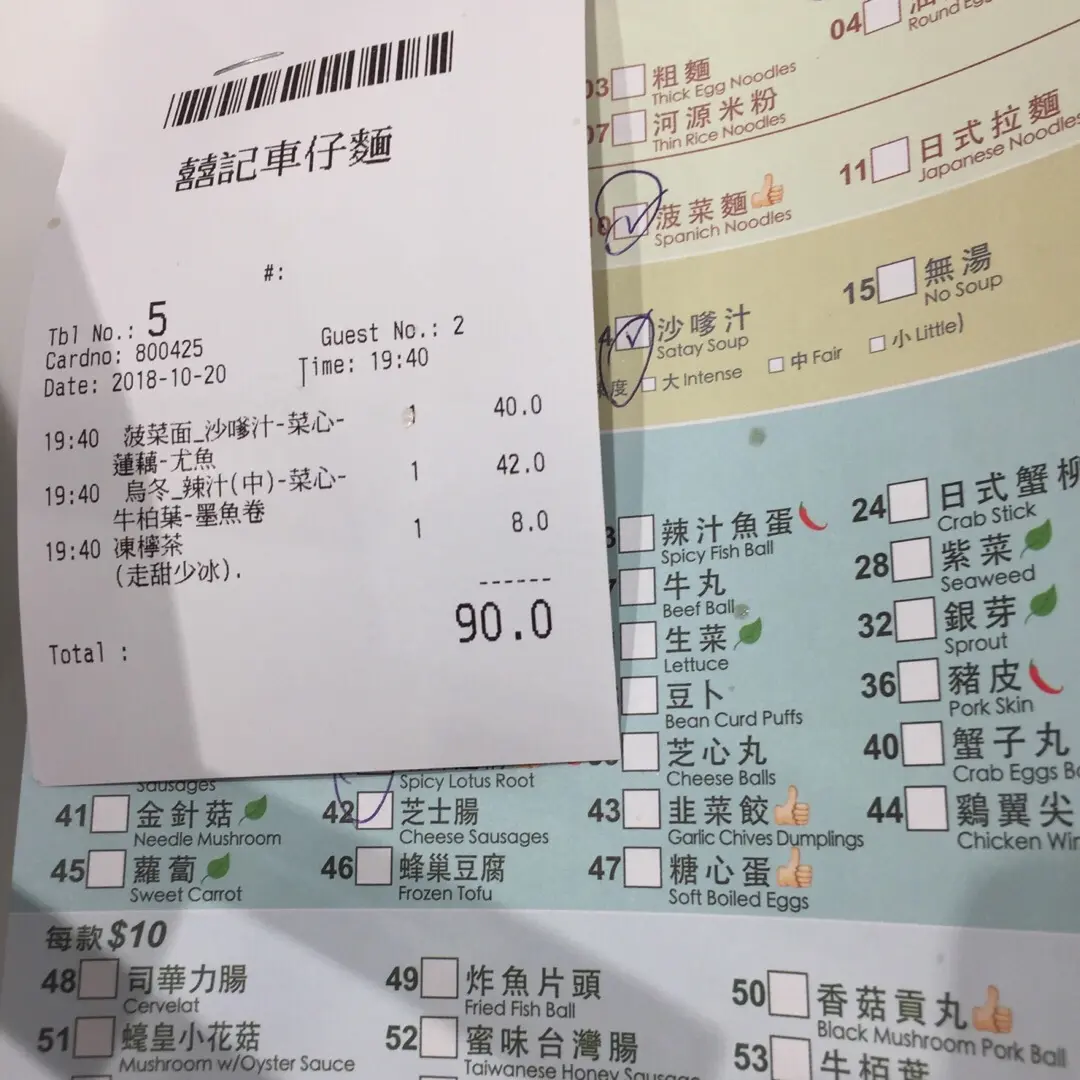 囍記車仔麵
#:
Tbl No.: 5
Guest No.: 2
Cardno: 800425
Date: 2018-10-20
Time: 19:40
19:40 菠菜面_沙嗲汁-菜心- 1 40.0
蓮藕-尤魚
19:40 烏冬_辣汁(中)-菜心- 1 42.0
牛柏葉-墨魚卷
19:40 凍檸茶 1 8.0
(走甜少冰).
------
90.0
Total :
04
Round
03 粗麵
Thick Egg Noodles
07 河源米粉
Thin Rice Noodles
11 日式拉麵
Japanese Noodles
10 菠菜麵
Spanich Noodles
沙嗲汁
Satay Soup
15 無湯
No Soup
度 大 Intense 中 Fair 小 Little)
辣汁魚蛋
Spicy Fish Ball
24 日式蟹柳
Crab Stick
牛丸
Beef Ball
28 紫菜
Seaweed
生菜
Lettuce
32 銀芽
Sprout
豆卜
Bean Curd Puffs
36 豬皮
Pork Skin
芝心丸
Cheese Balls
40 蟹子丸
Crab Eggs
Sausages
Spicy Lotus Root
41 金針菇
Needle Mushroom
42 芝士腸
Cheese Sausages
43 韭菜餃
Garlic Chives Dumplings
44 鷄翼尖
Chicken
45 蘿蔔
Sweet Carrot
46 蜂巢豆腐
Frozen Tofu
47 糖心蛋
Soft Boiled Eggs
每款 $10
48 司華力腸
Cervelat
49 炸魚片頭
Fried Fish Ball
50 香菇貢丸
Black Mushroom Pork Ball
51 蠔皇小花菇
Mushroom w/Oyster Sauce
52 蜜味台灣腸
Taiwanese Honey
53 牛栢葉